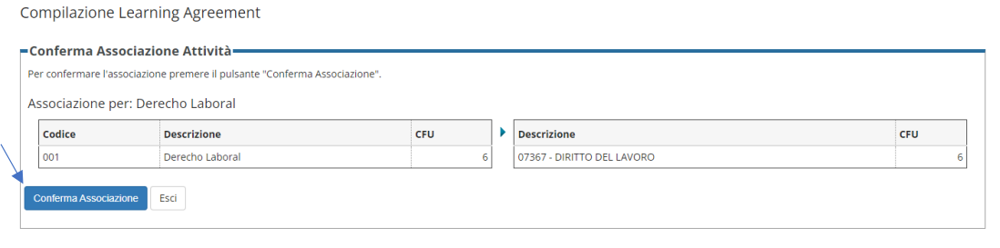 Compilazione Learning Agreement
Conferma Associazione Attività
Per confermare l'associazione premere il pulsante "Conferma Associazione".
Associazione per: Derecho Laboral
Codice Descrizione CFU Descrizione CFU
001 Derecho Laboral 6 07367 - DIRITTO DEL LAVORO 6
Conferma Associazione Esci